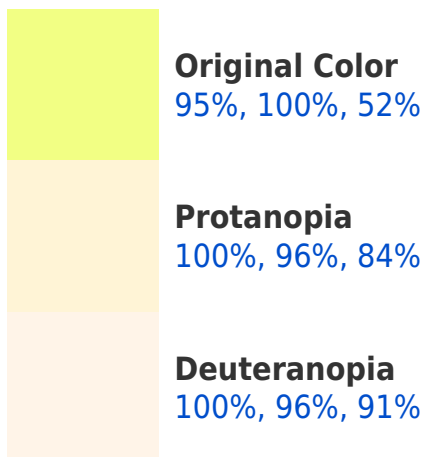 Original Color
95%, 100%, 52%
Protanopia
100%, 96%, 84%
Deuteranopia
100%, 96%, 91%